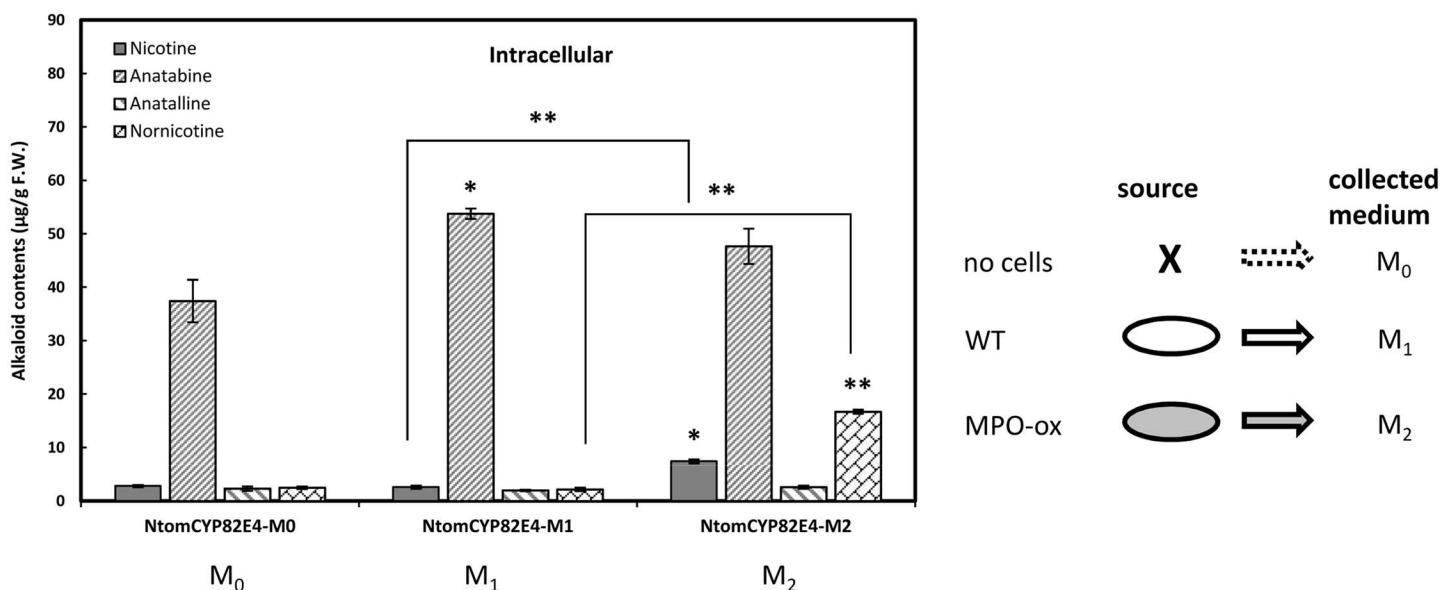 90
80
70
60
50
40
30
20
10
0
Alkaloid contents (µg/g F.W.)
Nicotine
Anatabine
Anatalline
Nornicotine
Intracellular
**
*
**
*
**
NtomCYP82E4-M0
NtomCYP82E4-M1
NtomCYP82E4-M2
M₀
M₁
M₂
source
collected
medium
no cells
X
M₀
WT
M₁
MPO-ox
M₂